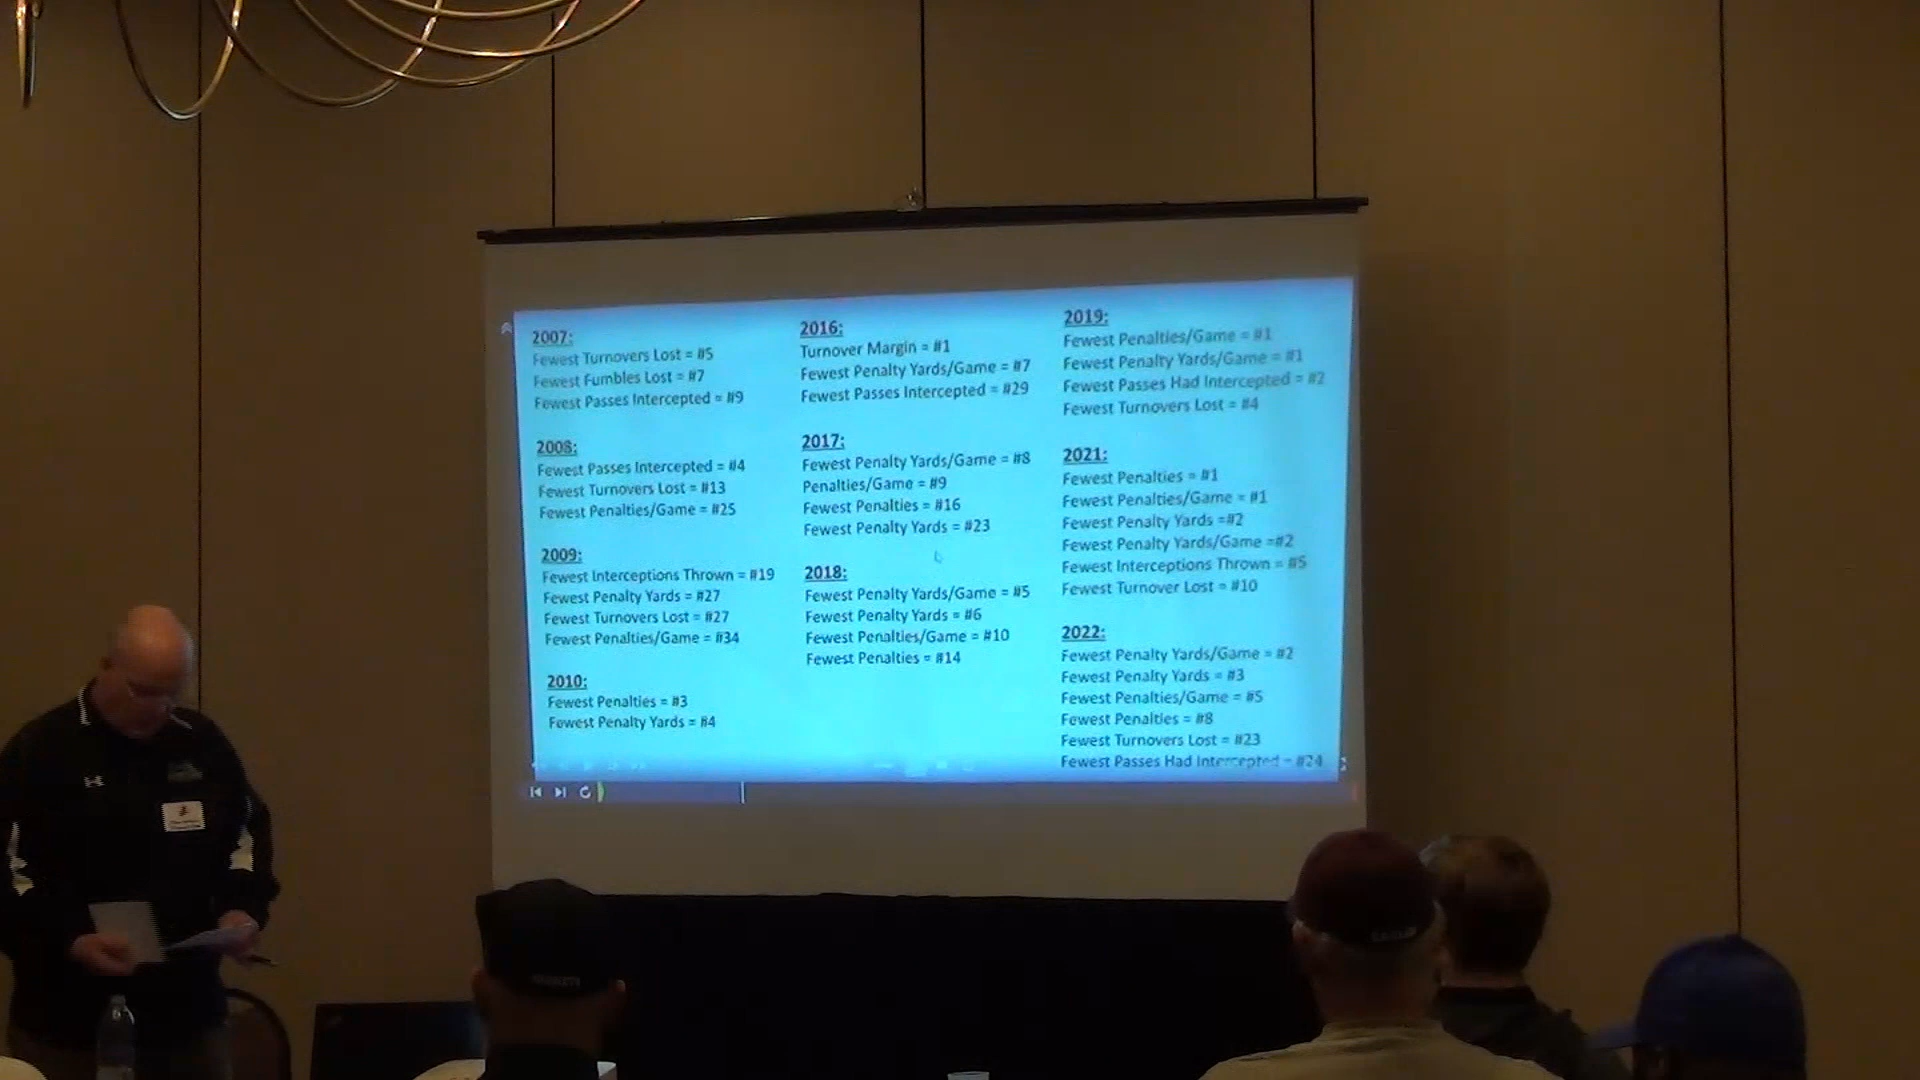 2007:
Fewest Turnovers Lost = #5
Fewest Fumbles Lost = #7
Fewest Passes Intercepted = #9
2008:
Fewest Passes Intercepted = #4
Fewest Turnovers Lost = #13
Fewest Penalties/Game = #25
2009:
Fewest Interceptions Thrown = #19
Fewest Penalty Yards = #27
Fewest Turnovers Lost = #27
Fewest Penalties/Game = #34
2010:
Fewest Penalties = #3
Fewest Penalty Yards = #4
2016:
Turnover Margin = #1
Fewest Penalty Yards/Game = #7
Fewest Passes Intercepted = #29
2017:
Fewest Penalty Yards/Game = #8
Penalties/Game = #9
Fewest Penalties = #16
Fewest Penalty Yards = #23
2018:
Fewest Penalty Yards/Game = #5
Fewest Penalty Yards = #6
Fewest Penalties/Game = #10
Fewest Penalties = #14
2019:
Fewest Penalties/Game = #1
Fewest Penalty Yards/Game = #1
Fewest Passes Had Intercepted = #2
Fewest Turnovers Lost = #4
2021:
Fewest Penalties = #1
Fewest Penalties/Game = #1
Fewest Penalty Yards =#2
Fewest Penalty Yards/Game =#2
Fewest Interceptions Thrown = #5
Fewest Turnover Lost = #10
2022:
Fewest Penalty Yards/Game = #2
Fewest Penalty Yards = #3
Fewest Penalties/Game = #5
Fewest Penalties = #8
Fewest Turnovers Lost = #23
Fewest Passes Had Intercepted = #24